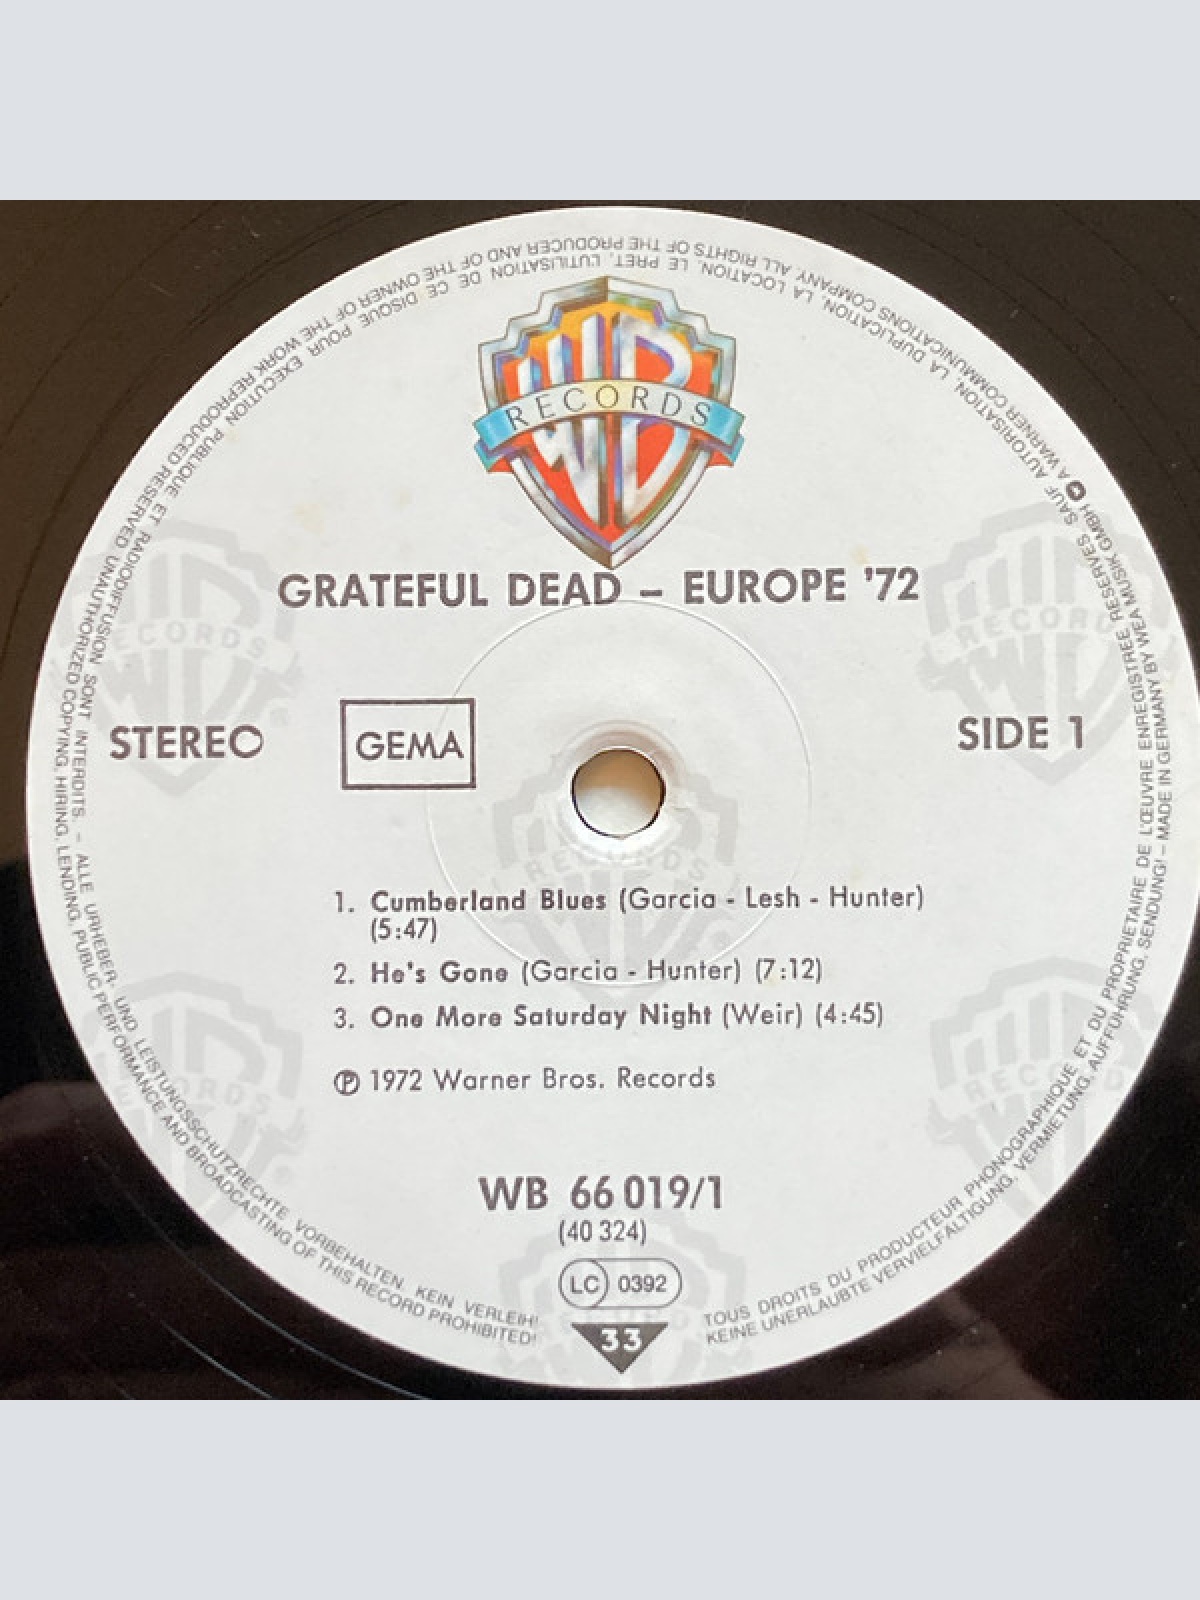 RECORDS
GRATEFUL DEAD – EUROPE '72
STEREO
GEMA
SIDE 1
1. Cumberland Blues (Garcia - Lesh - Hunter)
(5:47)
2. He's Gone (Garcia - Hunter) (7:12)
3. One More Saturday Night (Weir) (4:45)
℗ 1972 Warner Bros. Records
WB 66 019/1
(40 324)
LC 0392
33
TOUS DROITS DU PRODUCTEUR PHONOGRAPHIQUE ET DU PROPRIETAIRE DE L'ŒUVRE ENREGISTREE RESERVES. SAUF AUTORISATION, LA DUPLICATION, LA LOCATION, LE PRET, L'UTILISATION DE CE DISQUE POUR EXECUTION PUBLIQUE ET RADIODIFFUSION SONT INTERDITS. – ALLE URHEBER- UND LEISTUNGSSCHUTZRECHTE VORBEHALTEN. KEIN VERLEIH!
KEINE UNERLAUBTE VERVIELFÄLTIGUNG, VERMIETUNG, AUFFÜHRUNG, SENDUNG! – MADE IN GERMANY BY WEA MUSIK GMBH A WARNER COMMUNICATIONS COMPANY ALL RIGHTS OF THE PRODUCER AND OF THE OWNER OF THE WORK REPRODUCED RESERVED UNAUTHORIZED COPYING, HIRING, LENDING, PUBLIC PERFORMANCE AND BROADCASTING OF THIS RECORD PROHIBITED!